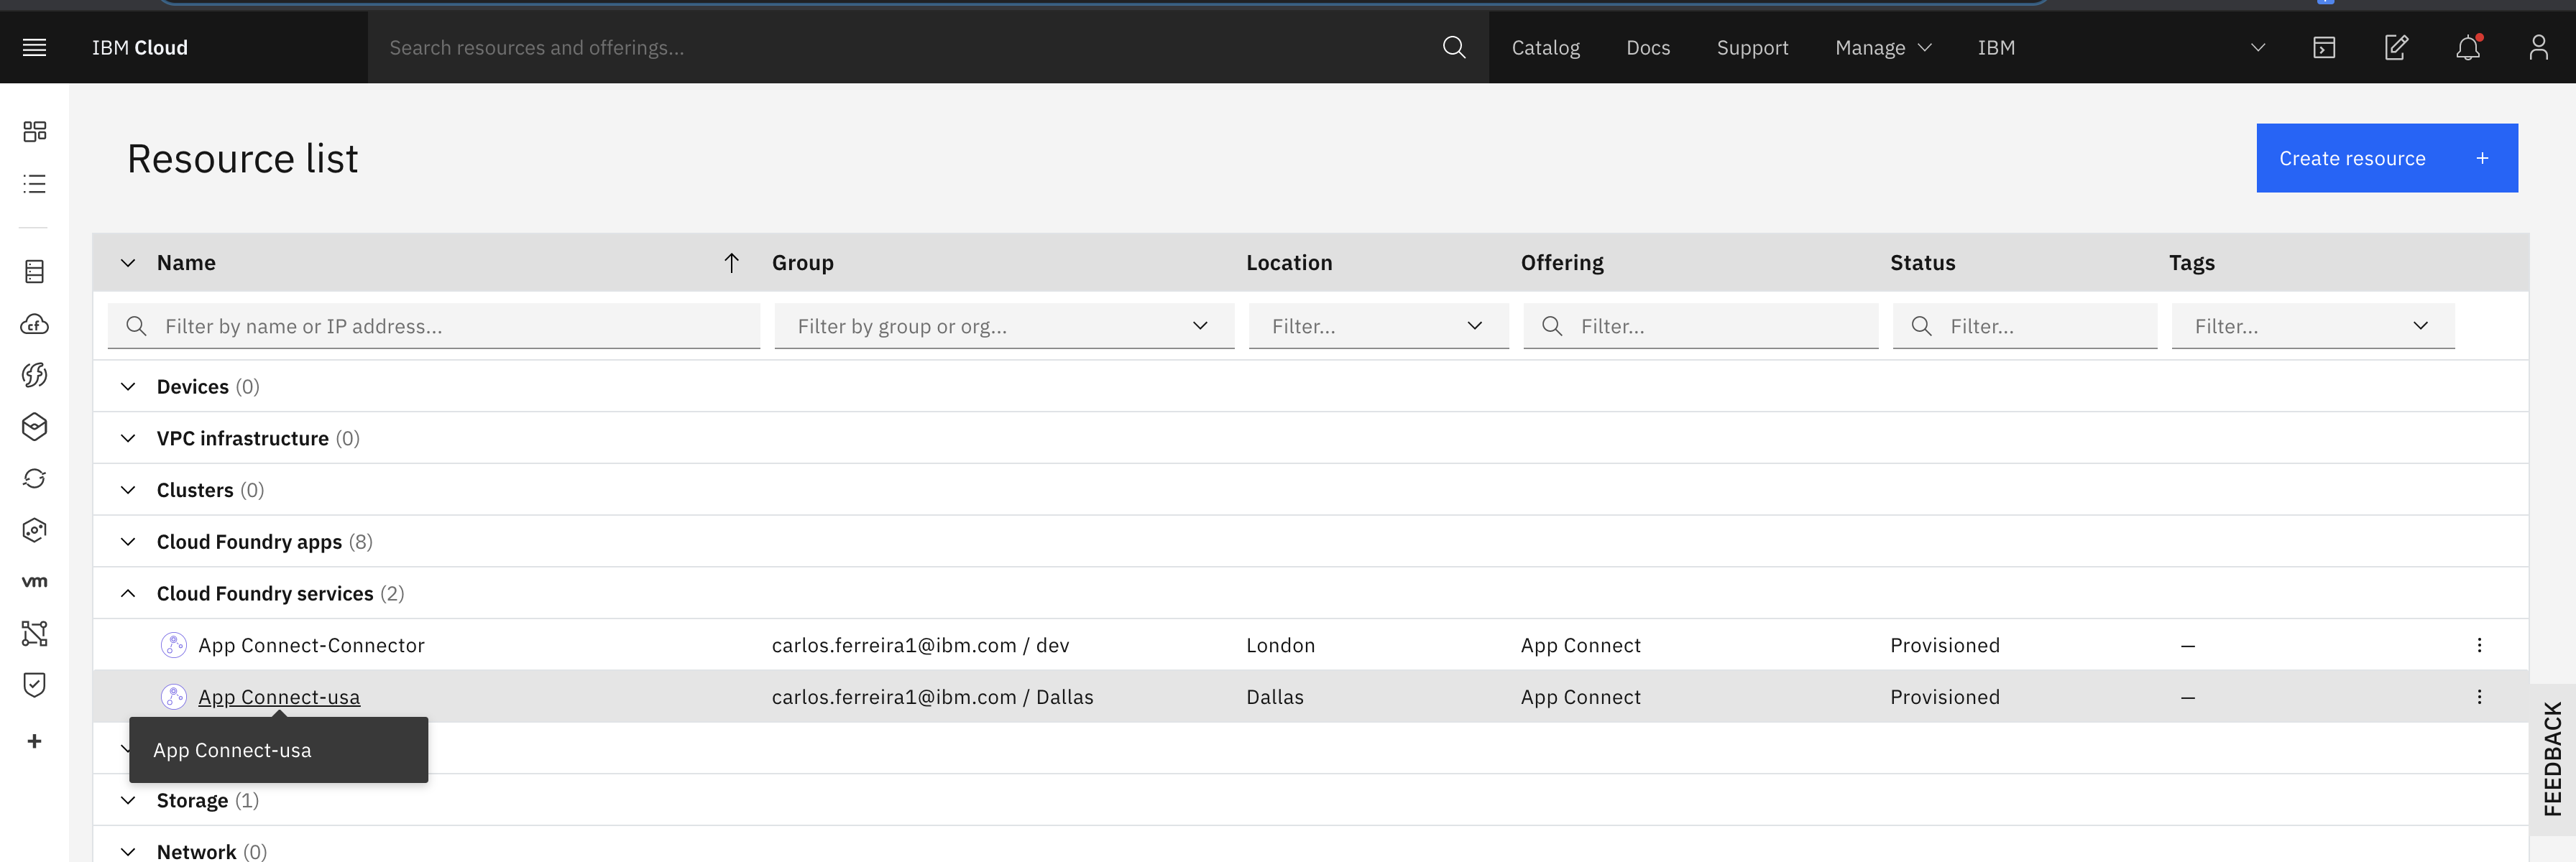 IBM Cloud
Search resources and offerings...
Catalog
Docs
Support
Manage
IBM
Resource list
Create resource +
Name
Group
Location
Offering
Status
Tags
Filter by name or IP address...
Filter by group or org...
Filter...
Filter...
Filter...
Filter...
Devices (0)
VPC infrastructure (0)
Clusters (0)
Cloud Foundry apps (8)
Cloud Foundry services (2)
App Connect-Connector
carlos.ferreira1@ibm.com / dev
London
App Connect
Provisioned
–
App Connect-usa
carlos.ferreira1@ibm.com / Dallas
Dallas
App Connect
Provisioned
–
App Connect-usa
Storage (1)
Network (0)
cf
vm
FEEDBACK